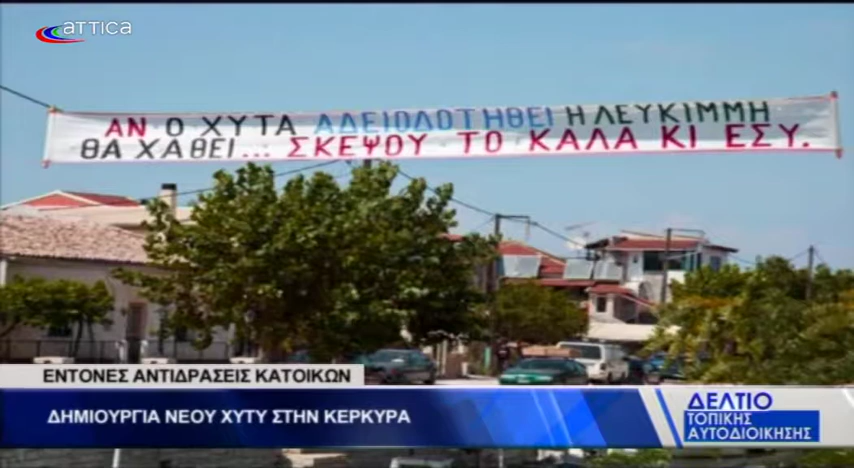 ATTICA
ΑΝ Ο ΧΥΤΑ ΑΔΕΙΟΔΟΤΗΘΕΙ Η ΛΕΥΚΙΜΜΗ
ΘΑ ΧΑΘΕΙ... ΣΚΕΨΟΥ ΤΟ ΚΑΛΑ ΚΙ ΕΣΥ.
ΕΝΤΟΝΕΣ ΑΝΤΙΔΡΑΣΕΙΣ ΚΑΤΟΙΚΩΝ
ΔΗΜΙΟΥΡΓΙΑ ΝΕΟΥ ΧΥΤΥ ΣΤΗΝ ΚΕΡΚΥΡΑ
ΔΕΛΤΙΟ
ΤΟΠΙΚΗΣ
ΑΥΤΟΔΙΟΙΚΗΣΗΣ